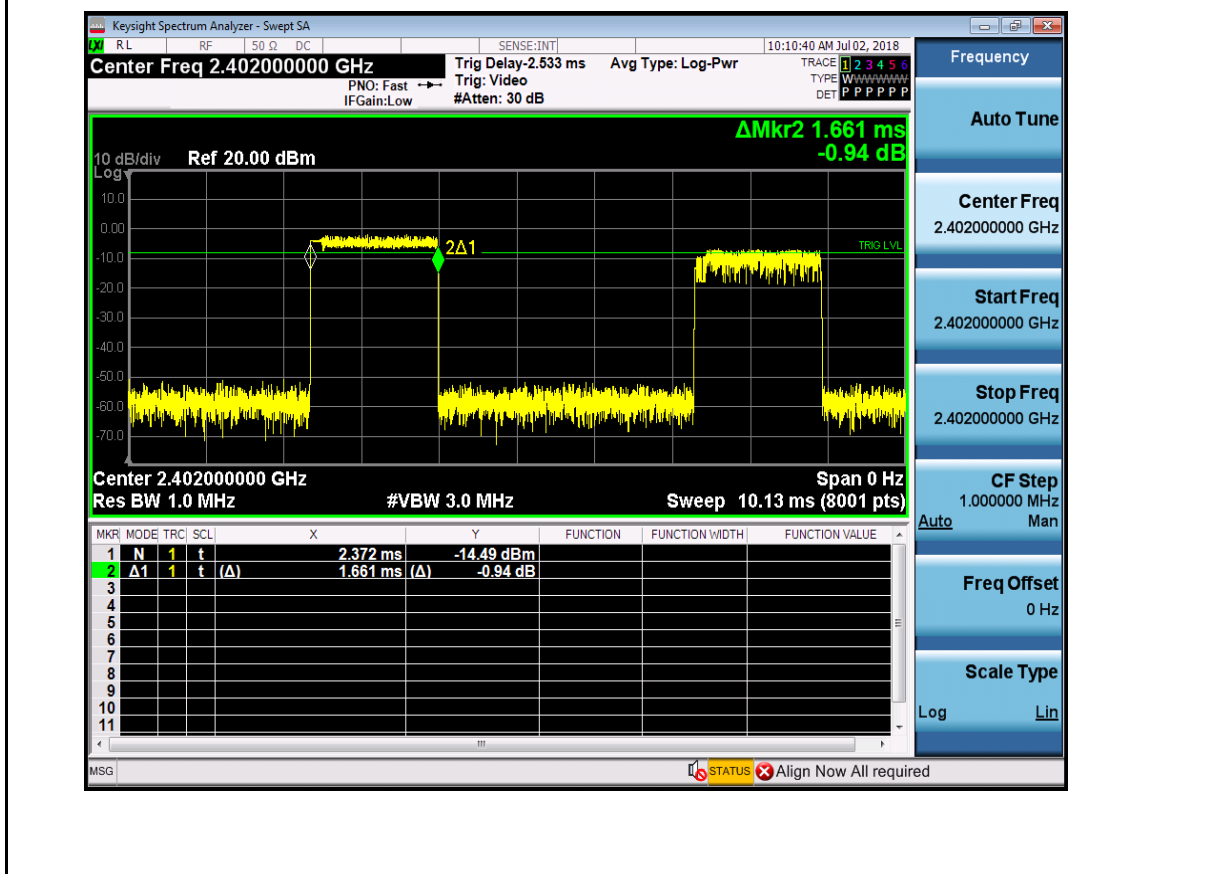 Keysight Spectrum Analyzer - Swept SA
LXI RL RF 50 Ω DC SENSE:INT 10:10:40 AM Jul 02, 2018
Center Freq 2.402000000 GHz
PNO: Fast
IFGain:Low
Trig Delay-2.533 ms
Trig: Video
#Atten: 30 dB
Avg Type: Log-Pwr
TRACE 1 2 3 4 5 6
TYPE WWWWWW
DET P P P P P P
ΔMkr2 1.661 ms
-0.94 dB
10 dB/div Ref 20.00 dBm
Log
10.0
0.00
-10.0
-20.0
-30.0
-40.0
-50.0
-60.0
-70.0
2Δ1
TRIG LVL
Center 2.402000000 GHz Span 0 Hz
Res BW 1.0 MHz #VBW 3.0 MHz Sweep 10.13 ms (8001 pts)
MKR MODE TRC SCL X Y FUNCTION FUNCTION WIDTH FUNCTION VALUE
1 N 1 t 2.372 ms -14.49 dBm
2 Δ1 1 t (Δ) 1.661 ms (Δ) -0.94 dB
3
4
5
6
7
8
9
10
11
MSG STATUS Align Now All required
Frequency
Auto Tune
Center Freq
2.402000000 GHz
Start Freq
2.402000000 GHz
Stop Freq
2.402000000 GHz
CF Step
1.000000 MHz
Auto Man
Freq Offset
0 Hz
Scale Type
Log Lin